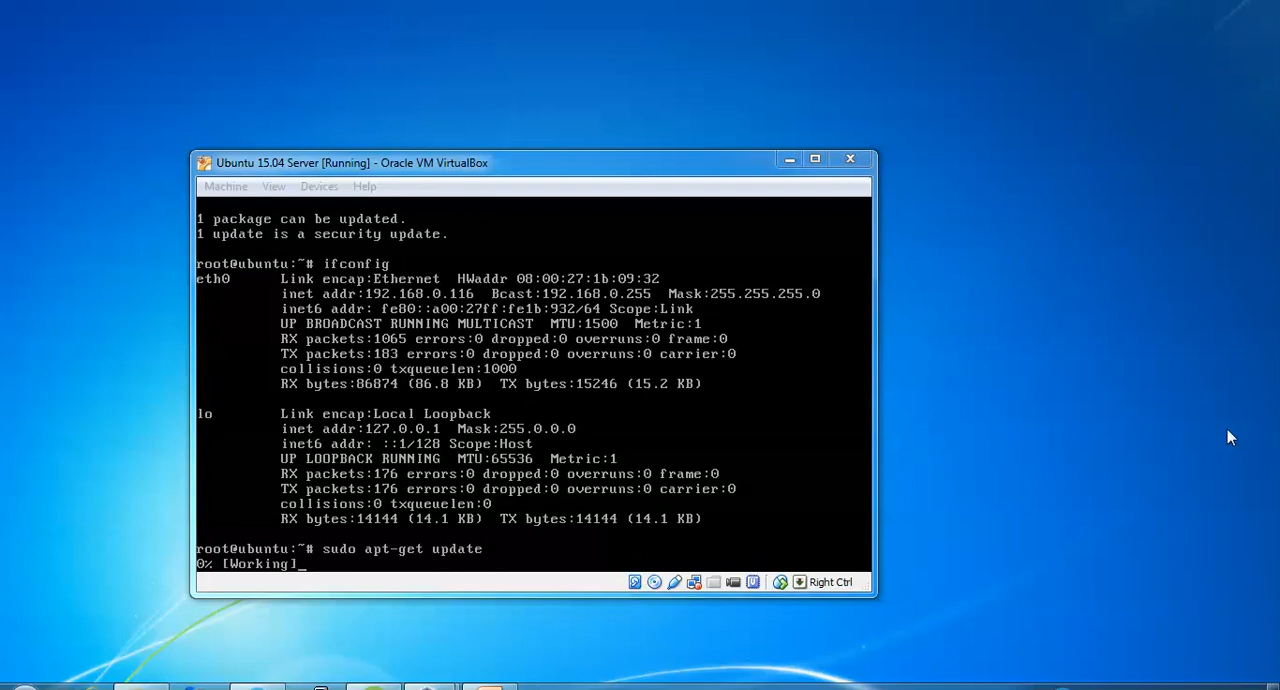 Ubuntu 15.04 Server [Running] - Oracle VM VirtualBox
Machine View Devices Help
1 package can be updated.
1 update is a security update.
root@ubuntu:~# ifconfig
eth0 Link encap:Ethernet HWaddr 08:00:27:1b:09:32
inet addr:192.168.0.116 Bcast:192.168.0.255 Mask:255.255.255.0
inet6 addr: fe80::a00:27ff:fe1b:932/64 Scope:Link
UP BROADCAST RUNNING MULTICAST MTU:1500 Metric:1
RX packets:1065 errors:0 dropped:0 overruns:0 frame:0
TX packets:183 errors:0 dropped:0 overruns:0 carrier:0
collisions:0 txqueuelen:1000
RX bytes:86874 (86.8 KB) TX bytes:15246 (15.2 KB)
lo Link encap:Local Loopback
inet addr:127.0.0.1 Mask:255.0.0.0
inet6 addr: ::1/128 Scope:Host
UP LOOPBACK RUNNING MTU:65536 Metric:1
RX packets:176 errors:0 dropped:0 overruns:0 frame:0
TX packets:176 errors:0 dropped:0 overruns:0 carrier:0
collisions:0 txqueuelen:0
RX bytes:14144 (14.1 KB) TX bytes:14144 (14.1 KB)
root@ubuntu:~# sudo apt-get update
0% [Working]_
Right Ctrl